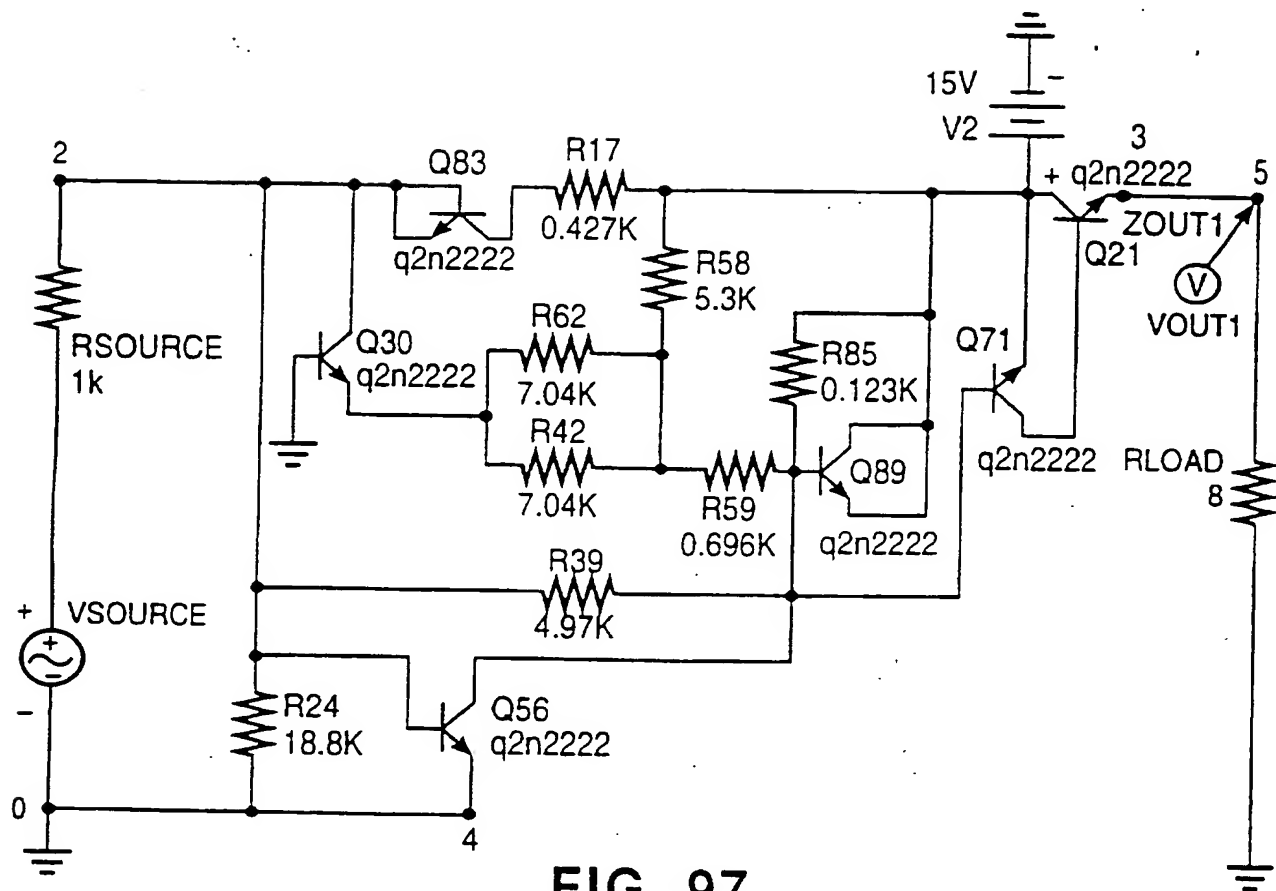 15V
V2
-
2
Q83
R17
0.427K
q2n2222
+
3
q2n2222
5
ZOUT1
Q21
V
VOUT1
RSOURCE
1k
R58
5.3K
Q30
q2n2222
R62
7.04K
R85
0.123K
Q71
q2n2222
R42
7.04K
R59
0.696K
Q89
q2n2222
RLOAD
8
R39
4.97K
+
VSOURCE
+
-
-
R24
18.8K
Q56
q2n2222
0
4
FIG. 97